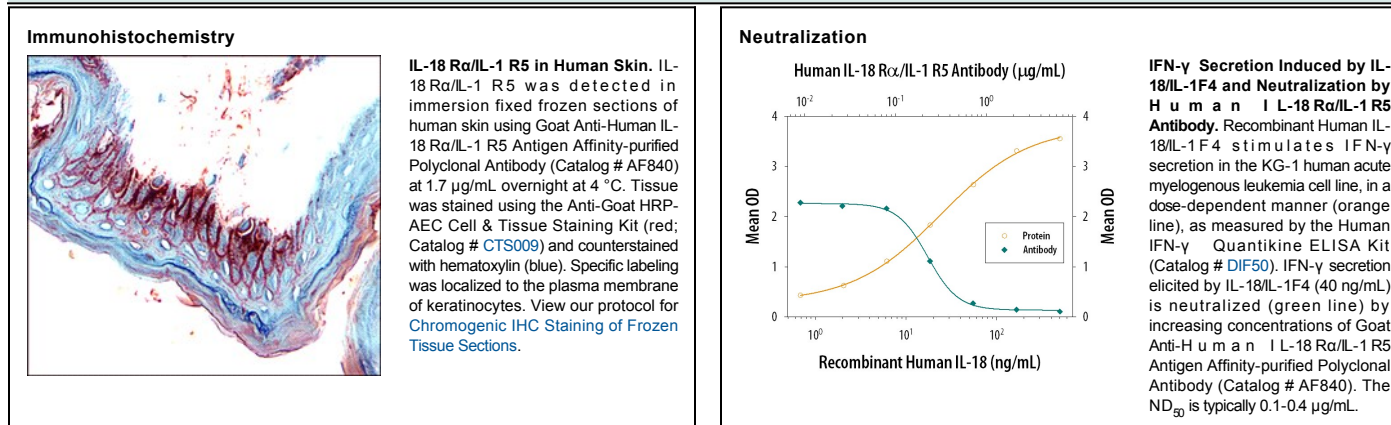 Immunohistochemistry
IL-18 Rα/IL-1 R5 in Human Skin. IL-
18 Rα/IL-1 R5 was detected in
immersion fixed frozen sections of
human skin using Goat Anti-Human IL-
18 Rα/IL-1 R5 Antigen Affinity-purified
Polyclonal Antibody (Catalog # AF840)
at 1.7 µg/mL overnight at 4 °C. Tissue
was stained using the Anti-Goat HRP-
AEC Cell & Tissue Staining Kit (red;
Catalog # CTS009) and counterstained
with hematoxylin (blue). Specific labeling
was localized to the plasma membrane
of keratinocytes. View our protocol for
Chromogenic IHC Staining of Frozen
Tissue Sections.
Neutralization
Human IL-18 Rα/IL-1 R5 Antibody (µg/mL)
10-2 10-1 100
4 4
3 3
2 2
1 1
0 0
Mean OD
Mean OD
Protein
Antibody
100 101 102
Recombinant Human IL-18 (ng/mL)
IFN-γ Secretion Induced by IL-
18/IL-1F4 and Neutralization by
Human IL-18 Rα/IL-1 R5
Antibody. Recombinant Human IL-
18/IL-1F4 stimulates IFN-γ
secretion in the KG-1 human acute
myelogenous leukemia cell line, in a
dose-dependent manner (orange
line), as measured by the Human
IFN-γ Quantikine ELISA Kit
(Catalog # DIF50). IFN-γ secretion
elicited by IL-18/IL-1F4 (40 ng/mL)
is neutralized (green line) by
increasing concentrations of Goat
Anti-Human IL-18 Rα/IL-1 R5
Antigen Affinity-purified Polyclonal
Antibody (Catalog # AF840). The
ND50 is typically 0.1-0.4 µg/mL.